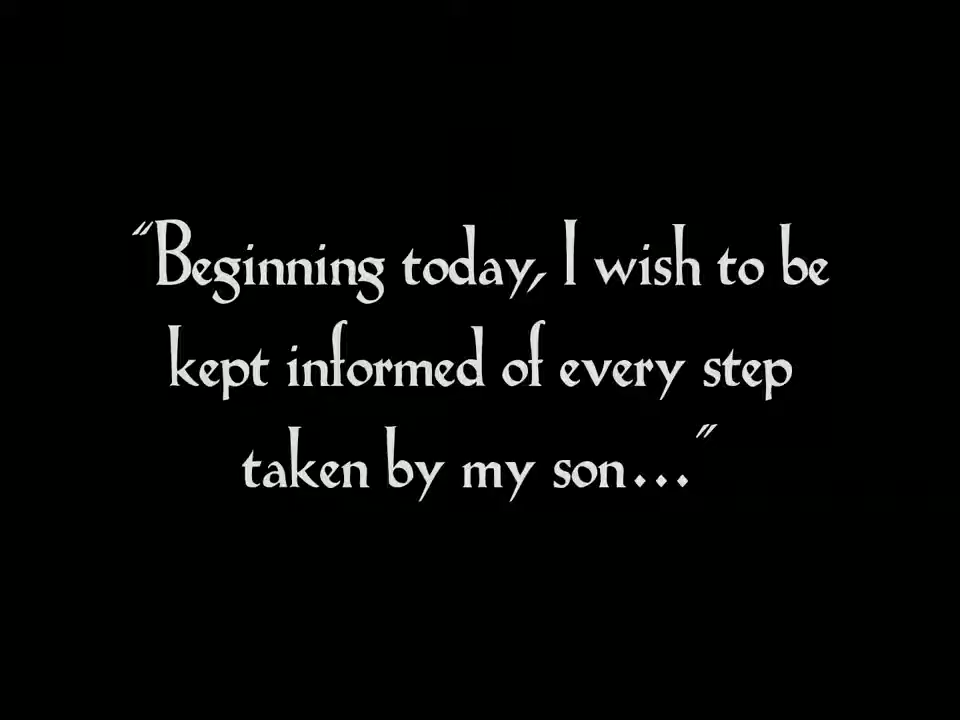 "Beginning today, I wish to be
kept informed of every step
taken by my son..."